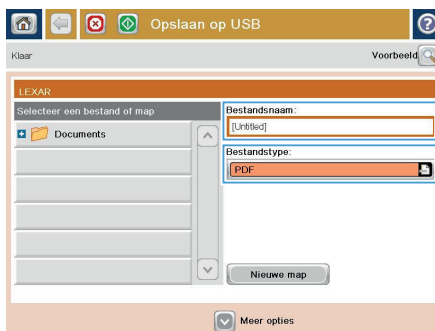 Opslaan op USB
?
Klaar
Voorbeeld
LEXAR
Selecteer een bestand of map
Documents
Bestandsnaam:
[Untitled]
Bestandstype:
PDF
Nieuwe map
Meer opties